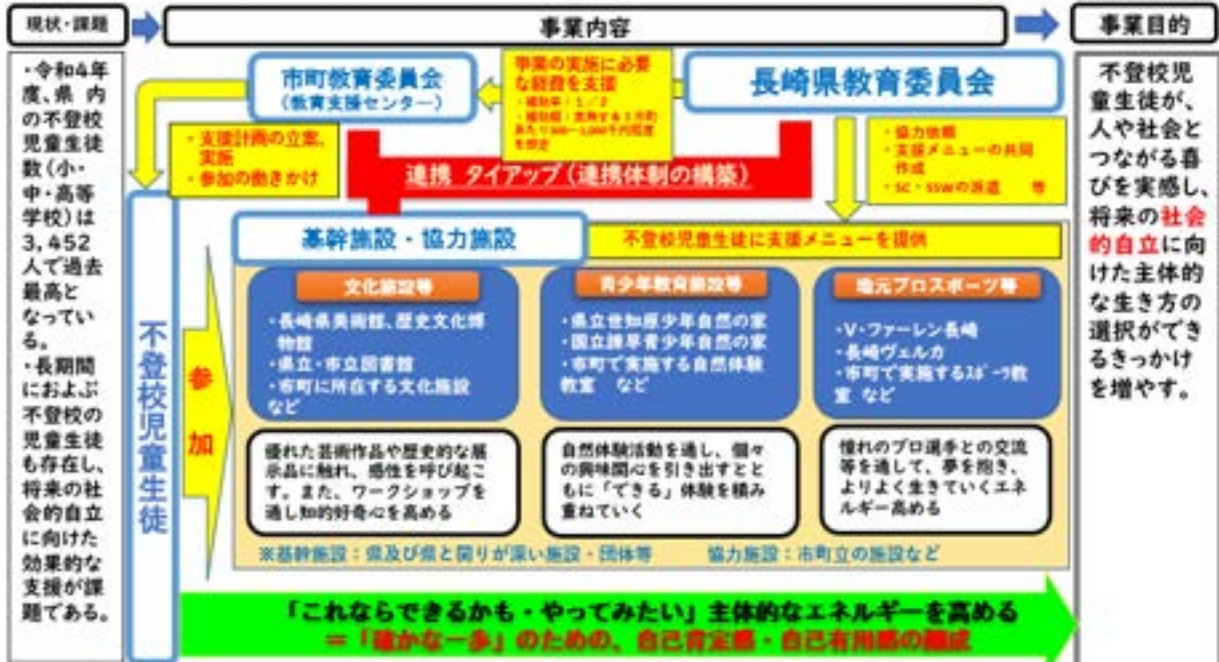 現状・課題
事業内容
事業目的
・令和4年
度、県内
の不登校
児童生徒
数(小・
中・高等
学校)は
3,452
人で過去
最高と
なってい
る。
・長期間
におよぶ
不登校の
児童生徒
も存在し、
将来の社
会的自立
に向けた
効果的な
支援が課
題である。
市町教育委員会
(教育支援センター)
事業の実施に必要
な経費を支援
・補助率:1/2
長崎県教育委員会
・支援計画の立案、
実施
・参加の働きかけ
連携 タイアップ(連携体制の構築)
・協力依頼
・支援メニューの共同
作成
・SC・SSWの派遣 等
基幹施設・協力施設
不登校児童生徒に支援メニューを提供
不登校児童生徒
参加
文化施設等
・長崎県美術館、歴史文化博
物館
・県立・市立図書館
・市町に所在する文化施設
など
優れた芸術作品や歴史的な展
示品に触れ、感性を呼び起こ
す。また、ワークショップを
通し知的好奇心を高める
青少年教育施設等
・県立世知原少年自然の家
・国立諫早青少年自然の家
・市町で実施する自然体験
教室 など
自然体験活動を通し、個々
の興味関心を引き出すとと
もに「できる」体験を積み
重ねていく
地元プロスポーツ等
・V・ファーレン長崎
・長崎ヴェルカ
・市町で実施するスポーツ教
室 など
憧れのプロ選手との交流
等を通して、夢を抱き、
よりよく生きていくエネ
ルギー高める
※基幹施設:県及び県と関りが深い施設・団体等 協力施設:市町立の施設など
「これならできるかも・やってみたい」主体的なエネルギーを高める
=「確かな一歩」のための、自己肯定感・自己有用感の醸成
不登校児
童生徒が、
人や社会と
つながる喜
びを実感し、
将来の社会
的自立に向
けた主体的
な生き方の
選択ができ
るきっかけ
を増やす。